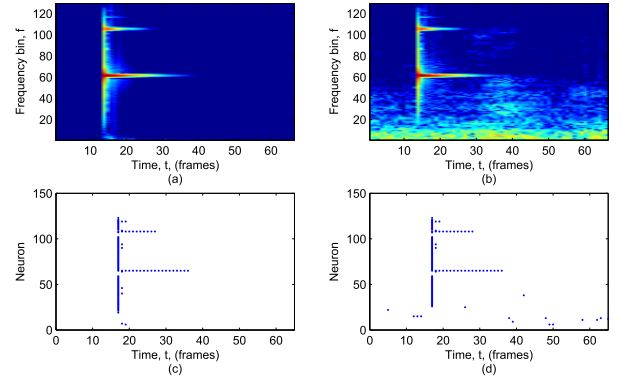 120
100
80
60
40
20
Frequency bin, f
10 20 30 40 50 60
Time, t, (frames)
(a)
120
100
80
60
40
20
Frequency bin, f
10 20 30 40 50 60
Time, t, (frames)
(b)
150
100
50
0
Neuron
0 10 20 30 40 50 60
Time, t, (frames)
(c)
150
100
50
0
Neuron
0 10 20 30 40 50 60
Time, t, (frames)
(d)